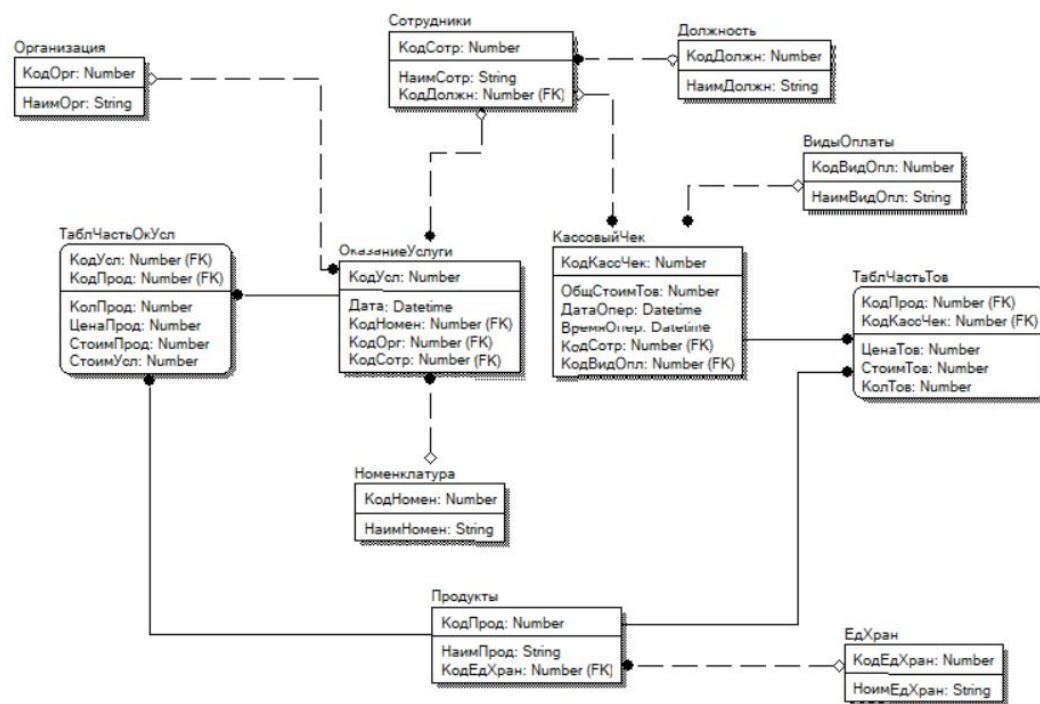 Сотрудники
КодСотр: Number
НаимСотр: String
КодДолжн: Number (FK)
Должность
КодДолжн: Number
НаимДолжн: String
Организация
КодОрг: Number
НаимОрг: String
ВидыОплаты
КодВидОпл: Number
НаимВидОпл: String
ТаблЧастьОкУсл
КодУсл: Number (FK)
КодПрод: Number (FK)
КолПрод: Number
ЦенаПрод: Number
СтоимПрод: Number
СтоимУсл: Number
ОказаниеУслуги
КодУсл: Number
Дата: Datetime
КодНомен: Number (FK)
КодОрг: Number (FK)
КодСотр: Number (FK)
КассовыйЧек
КодКассЧек: Number
ОбщСтоимТов: Number
ДатаОпер: Datetime
ВремяОпер: Datetime
КодСотр: Number (FK)
КодВидОпл: Number (FK)
ТаблЧастьТов
КодПрод: Number (FK)
КодКассЧек: Number (FK)
ЦенаТов: Number
СтоимТов: Number
КолТов: Number
Номенклатура
КодНомен: Number
НаимНомен: String
Продукты
КодПрод: Number
НаимПрод: String
КодЕдХран: Number (FK)
ЕдХран
КодЕдХран: Number
НоимЕдХран: String